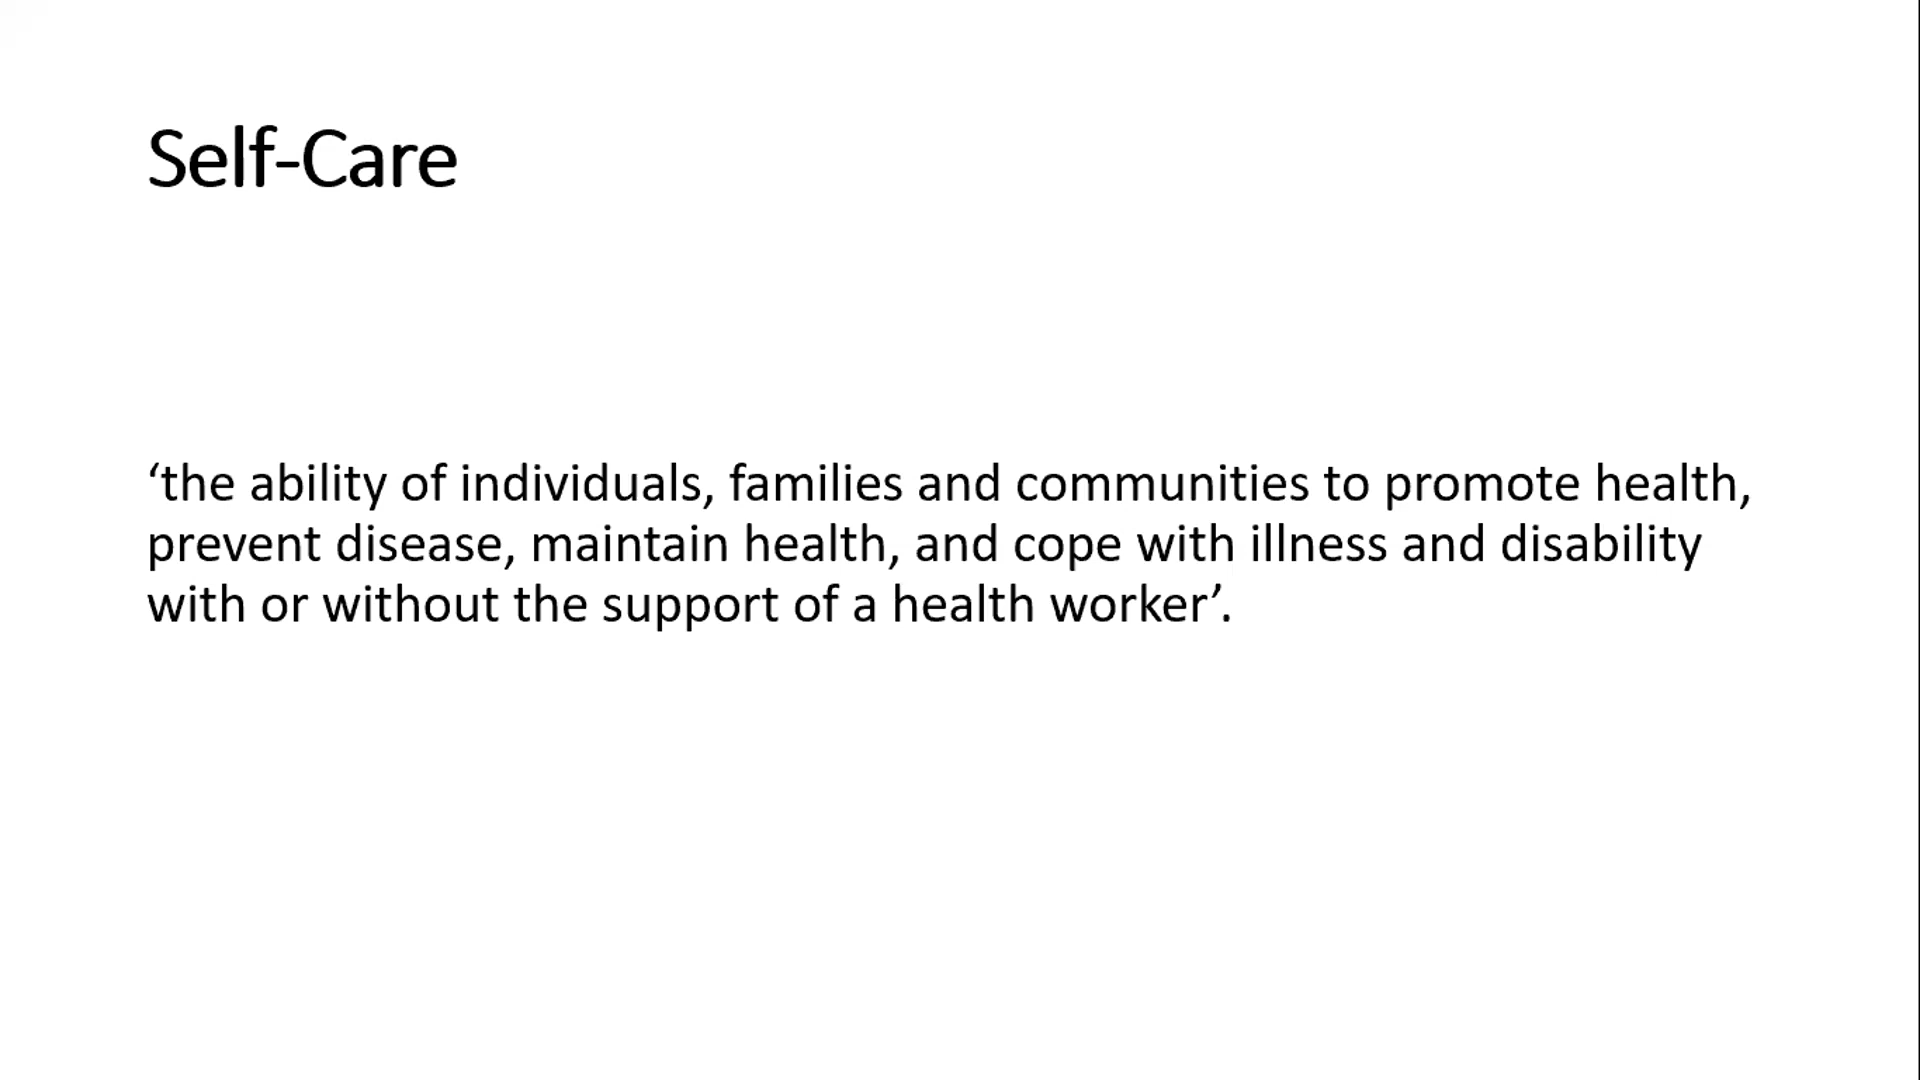 Self-Care
‘the ability of individuals, families and communities to promote health,
prevent disease, maintain health, and cope with illness and disability
with or without the support of a health worker’.